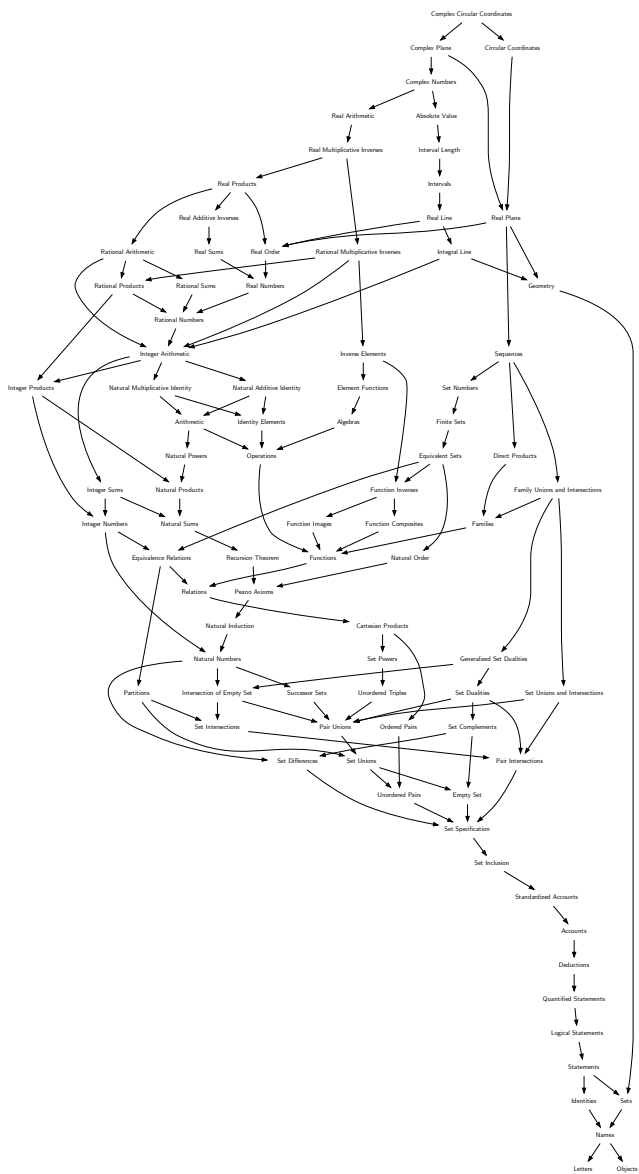 Complex Circular Coordinates
Complex Plane
Circular Coordinates
Complex Numbers
Real Arithmetic
Absolute Value
Real Multiplicative Inverses
Interval Length
Real Products
Intervals
Real Additive Inverses
Real Line
Real Plane
Rational Arithmetic
Real Sums
Real Order
Rational Multiplicative Inverses
Integral Line
Rational Products
Rational Sums
Real Numbers
Geometry
Rational Numbers
Integer Arithmetic
Inverse Elements
Sequences
Integer Products
Natural Multiplicative Identity
Natural Additive Identity
Element Functions
Set Numbers
Arithmetic
Identity Elements
Algebras
Finite Sets
Natural Powers
Operations
Equivalent Sets
Direct Products
Integer Sums
Natural Products
Function Inverses
Family Unions and Intersections
Integer Numbers
Natural Sums
Function Images
Function Composites
Families
Equivalence Relations
Recursion Theorem
Functions
Natural Order
Relations
Peano Axioms
Natural Induction
Cartesian Products
Natural Numbers
Set Powers
Generalized Set Dualities
Partitions
Intersection of Empty Set
Successor Sets
Unordered Triples
Set Dualities
Set Unions and Intersections
Set Intersections
Pair Unions
Ordered Pairs
Set Complements
Set Differences
Set Unions
Pair Intersections
Unordered Pairs
Empty Set
Set Specification
Set Inclusion
Standardized Accounts
Accounts
Deductions
Quantified Statements
Logical Statements
Statements
Identities
Sets
Names
Letters
Objects